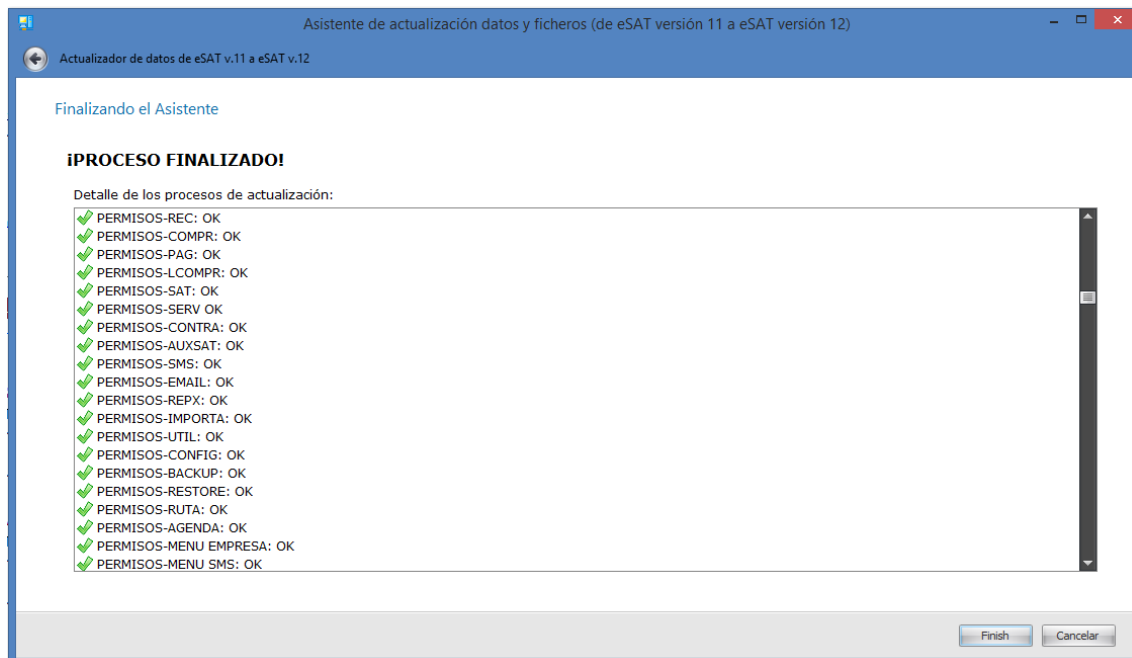 Asistente de actualización datos y ficheros (de eSAT versión 11 a eSAT versión 12)
Actualizador de datos de eSAT v.11 a eSAT v.12
Finalizando el Asistente
¡PROCESO FINALIZADO!
Detalle de los procesos de actualización:
PERMISOS-REC: OK
PERMISOS-COMPR: OK
PERMISOS-PAG: OK
PERMISOS-LCOMPR: OK
PERMISOS-SAT: OK
PERMISOS-SERV OK
PERMISOS-CONTRA: OK
PERMISOS-AUXSAT: OK
PERMISOS-SMS: OK
PERMISOS-EMAIL: OK
PERMISOS-REPX: OK
PERMISOS-IMPORTA: OK
PERMISOS-UTIL: OK
PERMISOS-CONFIG: OK
PERMISOS-BACKUP: OK
PERMISOS-RESTORE: OK
PERMISOS-RUTA: OK
PERMISOS-AGENDA: OK
PERMISOS-MENU EMPRESA: OK
PERMISOS-MENU SMS: OK
Finish Cancelar